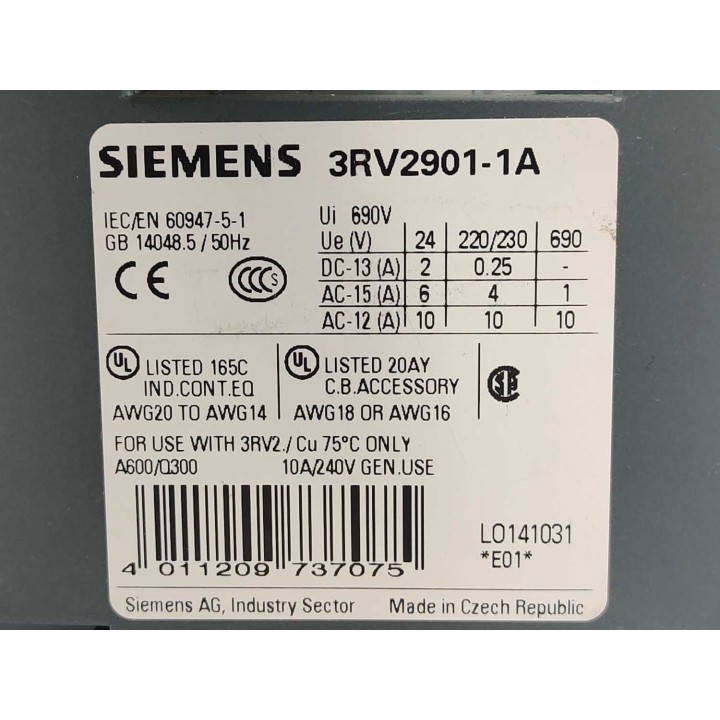 SIEMENS 3RV2901-1A
IEC/EN 60947-5-1
GB 14048.5 / 50Hz
CE
CCC S
Ui 690V
Ue (V) 24 220/230 690
DC-13 (A) 2 0.25 -
AC-15 (A) 6 4 1
AC-12 (A) 10 10 10
UL LISTED 165C
IND.CONT.EQ
AWG20 TO AWG14
UL LISTED 20AY
C.B.ACCESSORY
AWG18 OR AWG16
FOR USE WITH 3RV2./ Cu 75°C ONLY
A600/Q300 10A/240V GEN.USE
4 011209 737075
LO141031
*E01*
Siemens AG, Industry Sector Made in Czech Republic